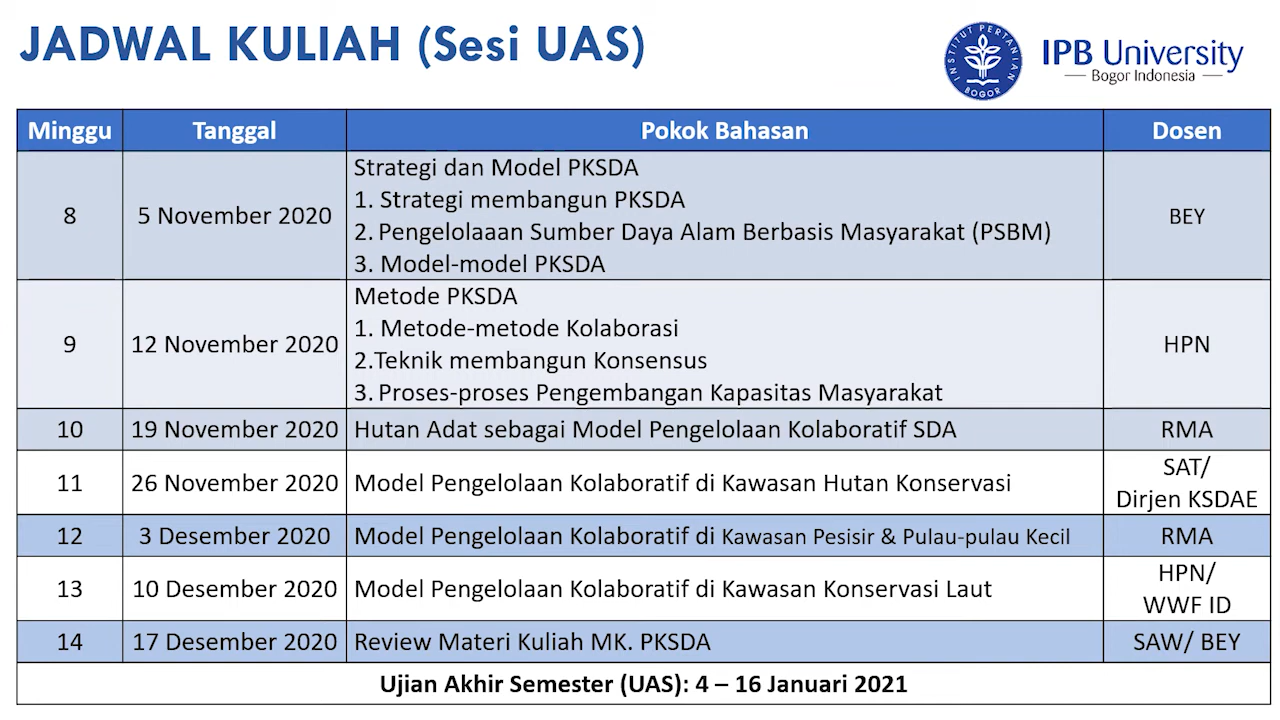 JADWAL KULIAH (Sesi UAS)
INSTITUT PERTANIAN
BOGOR
IPB University
Bogor Indonesia
Minggu Tanggal Pokok Bahasan Dosen
Strategi dan Model PKSDA
1. Strategi membangun PKSDA
8 5 November 2020 BEY
2. Pengelolaaan Sumber Daya Alam Berbasis Masyarakat (PSBM)
3. Model-model PKSDA
Metode PKSDA
1. Metode-metode Kolaborasi
9 12 November 2020 HPN
2.Teknik membangun Konsensus
3. Proses-proses Pengembangan Kapasitas Masyarakat
10 19 November 2020 Hutan Adat sebagai Model Pengelolaan Kolaboratif SDA RMA
11 26 November 2020 Model Pengelolaan Kolaboratif di Kawasan Hutan Konservasi SAT/
Dirjen KSDAE
12 3 Desember 2020 Model Pengelolaan Kolaboratif di Kawasan Pesisir & Pulau-pulau Kecil RMA
13 10 Desember 2020 Model Pengelolaan Kolaboratif di Kawasan Konservasi Laut HPN/
WWF ID
14 17 Desember 2020 Review Materi Kuliah MK. PKSDA SAW/ BEY
Ujian Akhir Semester (UAS): 4 – 16 Januari 2021